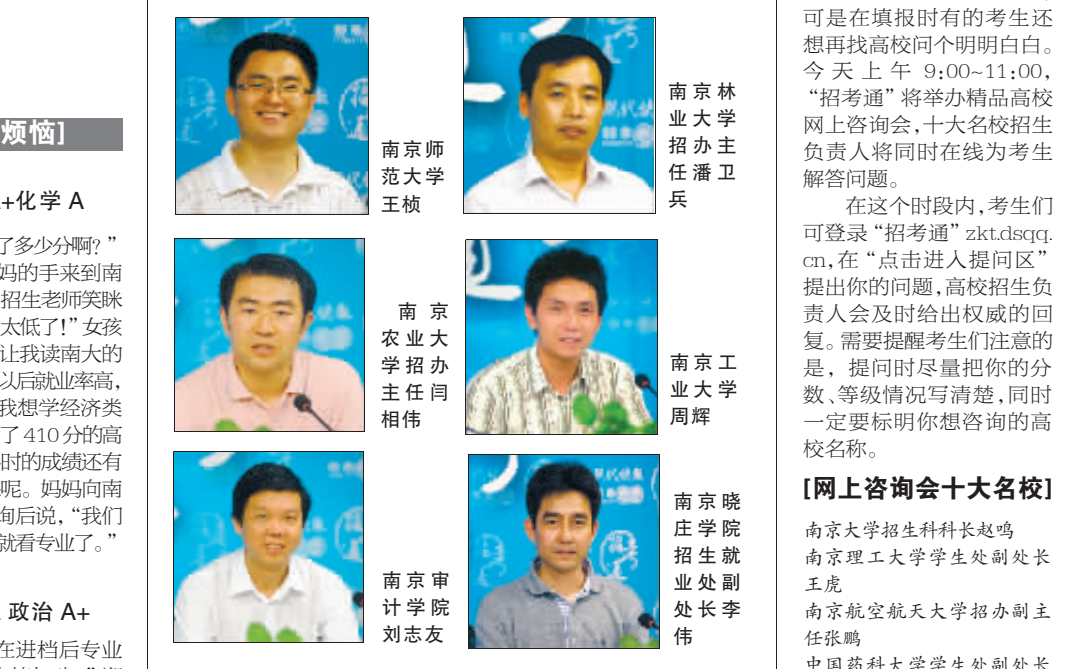 烦恼]
+化学 A
了多少分啊？”
妈的手来到南
招生老师笑眯
太低了！”女孩
让我读南大的
以后就业率高，
我想学经济类
了 410 分的高
时的成绩还有
呢。妈妈向南
询后说，“我们
就看专业了。”
政治 A+
在进档后专业
南京师
范大学
王桢
南京林
业大学
招办主
任潘卫
兵
南京
农业大
学招办
主任闫
相伟
南京工
业大学
周辉
南京审
计学院
刘志友
南京晓
庄学院
招生就
业处副
处长李
伟
可是在填报时有的考生还
想再找高校问个明明白白。
今天上午 9:00~11:00，
“招考通”将举办精品高校
网上咨询会，十大名校招生
负责人将同时在线为考生
解答问题。
在这个时段内，考生们
可登录“招考通”zkt.dsqq.
cn，在“点击进入提问区”
提出你的问题，高校招生负
责人会及时给出权威的回
复。需要提醒考生们注意的
是，提问时尽量把你的分
数、等级情况写清楚，同时
一定要标明你想咨询的高
校名称。
[网上咨询会十大名校]
南京大学招生科科长赵鸣
南京理工大学学生处副处长
王虎
南京航空航天大学招办副主
任张鹏
中国药科大学学生处副处长